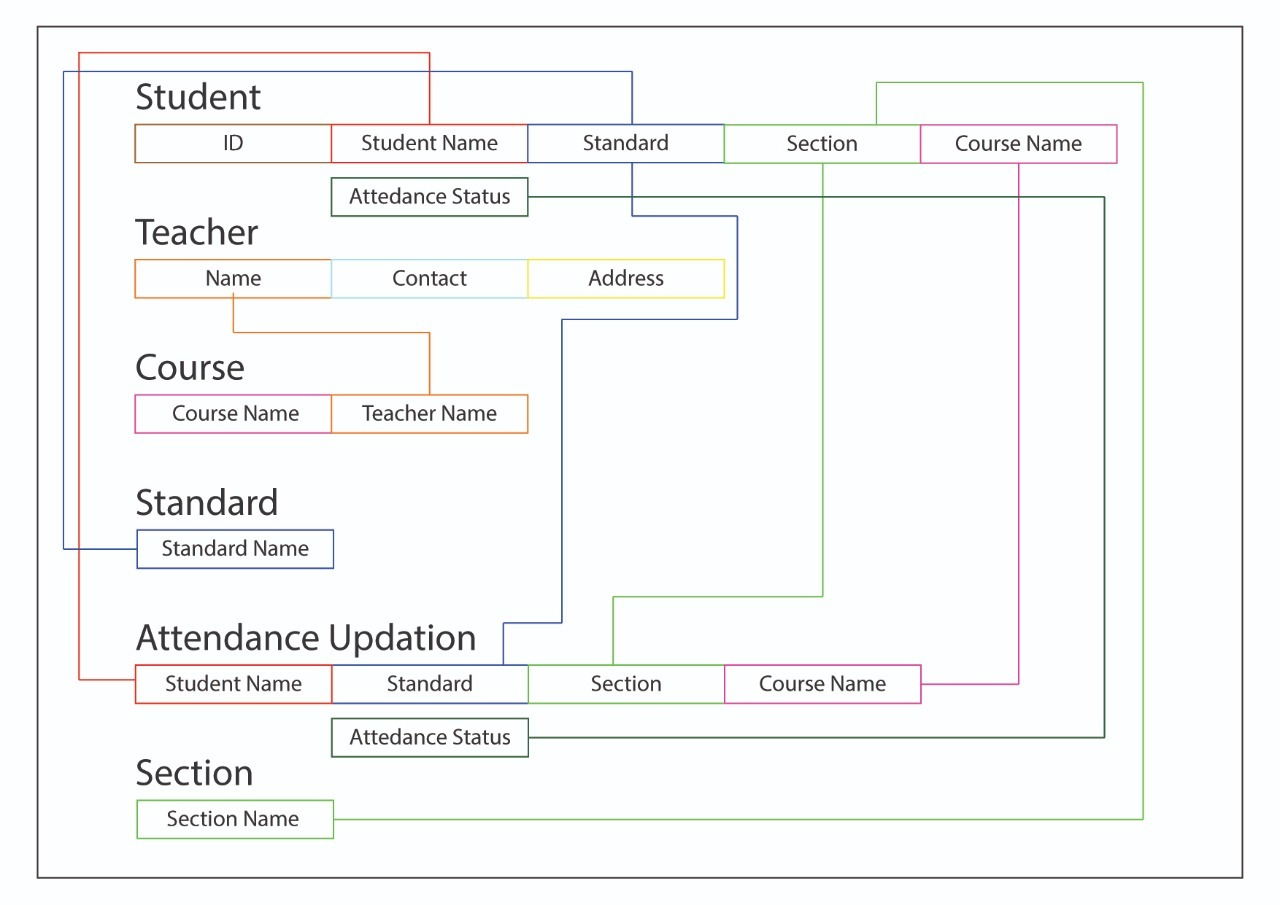 Student
ID Student Name Standard Section Course Name
Attedance Status
Teacher
Name Contact Address
Course
Course Name Teacher Name
Standard
Standard Name
Attendance Updation
Student Name Standard Section Course Name
Attedance Status
Section
Section Name